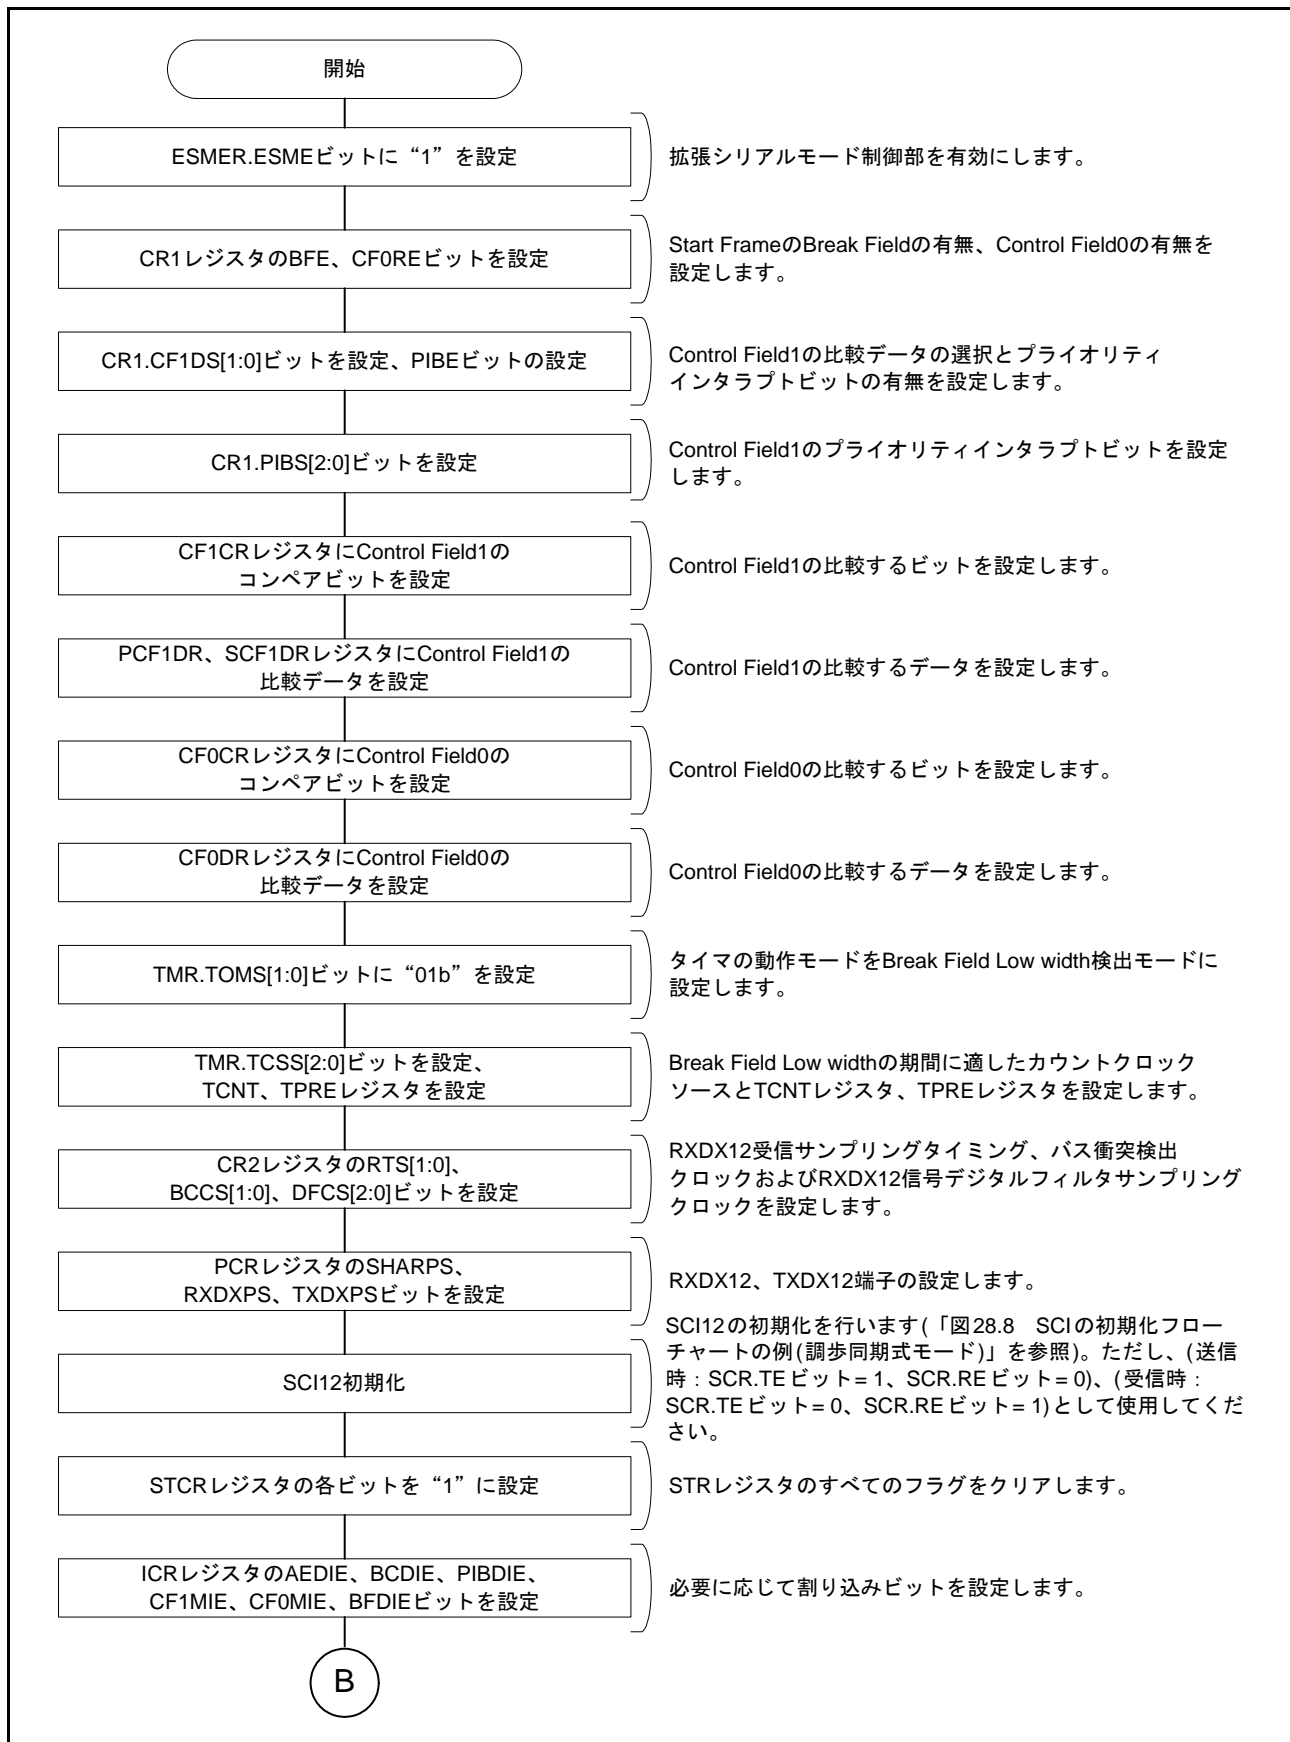 開始
ESMER.ESMEビットに“1”を設定
拡張シリアルモード制御部を有効にします。
CR1レジスタのBFE、CF0REビットを設定
Start FrameのBreak Fieldの有無、Control Field0の有無を
設定します。
CR1.CF1DS[1:0]ビットを設定、PIBEビットの設定
Control Field1の比較データの選択とプライオリティ
インタラプトビットの有無を設定します。
CR1.PIBS[2:0]ビットを設定
Control Field1のプライオリティインタラプトビットを設定
します。
CF1CRレジスタにControl Field1の
コンペアビットを設定
Control Field1の比較するビットを設定します。
PCF1DR、SCF1DRレジスタにControl Field1の
比較データを設定
Control Field1の比較するデータを設定します。
CF0CRレジスタにControl Field0の
コンペアビットを設定
Control Field0の比較するビットを設定します。
CF0DRレジスタにControl Field0の
比較データを設定
Control Field0の比較するデータを設定します。
TMR.TOMS[1:0]ビットに“01b”を設定
タイマの動作モードをBreak Field Low width検出モードに
設定します。
TMR.TCSS[2:0]ビットを設定、
TCNT、TPREレジスタを設定
Break Field Low widthの期間に適したカウントクロック
ソースとTCNTレジスタ、TPREレジスタを設定します。
CR2レジスタのRTS[1:0]、
BCCS[1:0]、DFCS[2:0]ビットを設定
RXDX12受信サンプリングタイミング、バス衝突検出
クロックおよびRXDX12信号デジタルフィルタサンプリング
クロックを設定します。
PCRレジスタのSHARPS、
RXDXPS、TXDXPSビットを設定
RXDX12、TXDX12端子の設定します。
SCI12初期化
SCI12の初期化を行います(「図28.8　SCIの初期化フロー
チャートの例(調歩同期式モード)」を参照)。ただし、(送信
時：SCR.TEビット= 1、SCR.REビット= 0)、(受信時：
SCR.TEビット= 0、SCR.REビット= 1)として使用してくだ
さい。
STCRレジスタの各ビットを“1”に設定
STRレジスタのすべてのフラグをクリアします。
ICRレジスタのAEDIE、BCDIE、PIBDIE、
CF1MIE、CF0MIE、BFDIEビットを設定
必要に応じて割り込みビットを設定します。
B